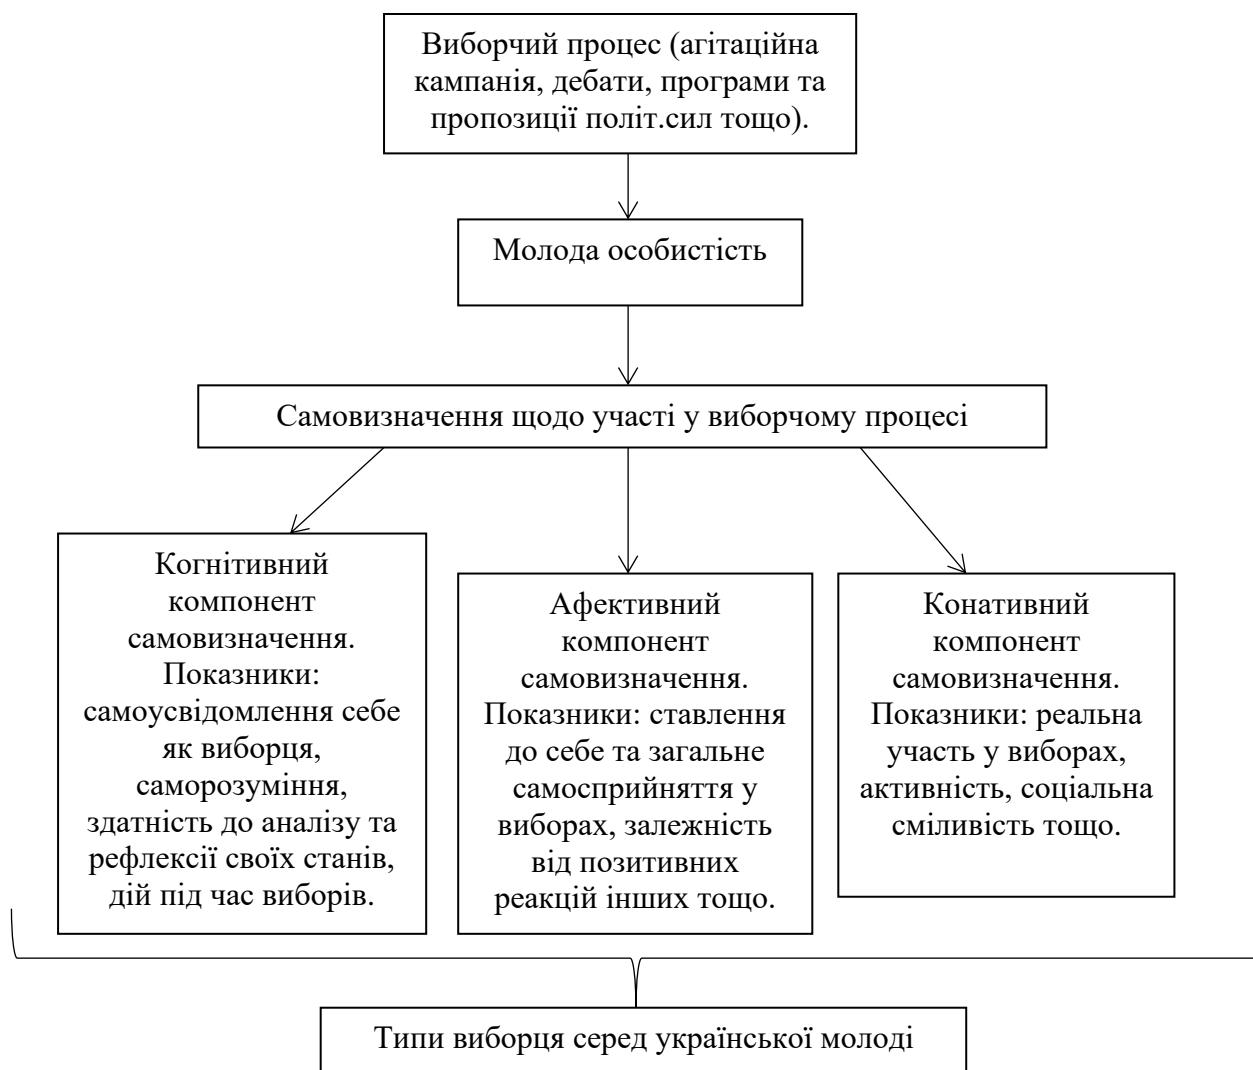 Виборчий процес (агітаційна
кампанія, дебати, програми та
пропозиції політ.сил тощо).
Молода особистість
Самовизначення щодо участі у виборчому процесі
Когнітивний
компонент
самовизначення.
Показники:
самоусвідомлення себе
як виборця,
саморозуміння,
здатність до аналізу та
рефлексії своїх станів,
дій під час виборів.
Афективний
компонент
самовизначення.
Показники: ставлення
до себе та загальне
самосприйняття у
виборах, залежність
від позитивних
реакцій інших тощо.
Конативний
компонент
самовизначення.
Показники: реальна
участь у виборах,
активність, соціальна
сміливість тощо.
Типи виборця серед української молоді